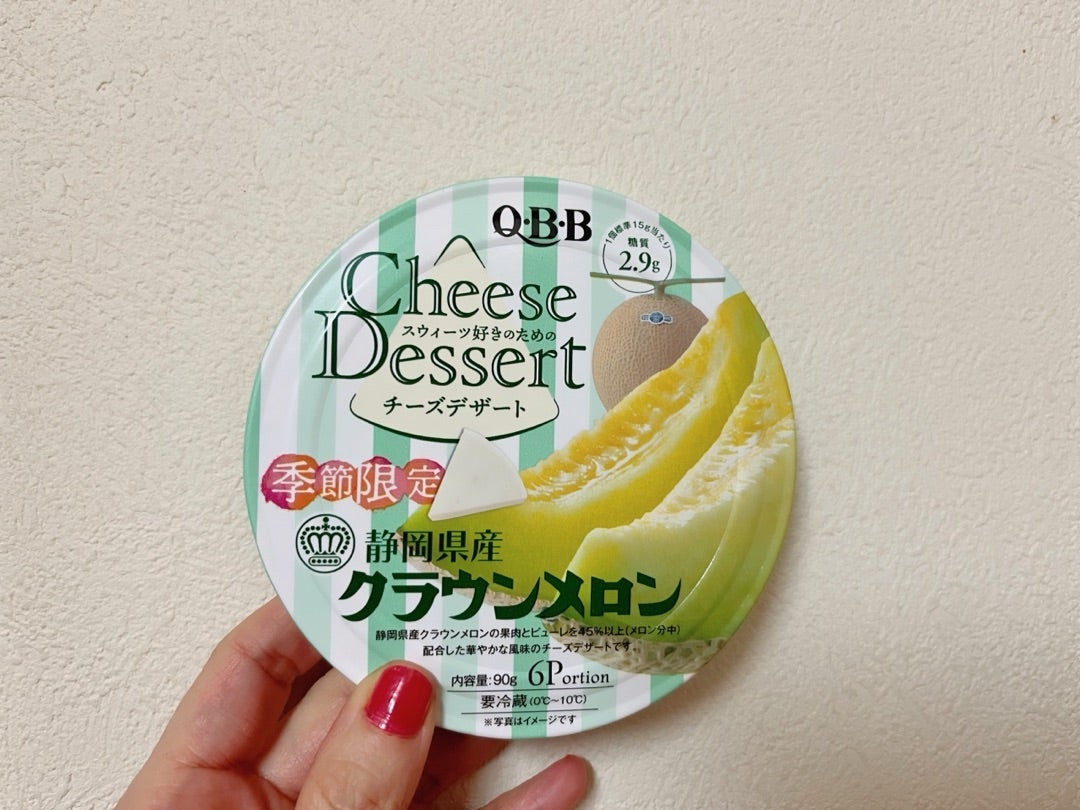 Q・B・B
1個標準15g当たり
糖質
2.9g
Cheese
スウィーツ好きのための
Dessert
チーズデザート
季節限定
静岡県産
クラウンメロン
静岡県産クラウンメロンの果肉とピューレを45%以上(メロン分中)
配合した華やかな風味のチーズデザートです。
内容量:90g 6Portion
要冷蔵(0℃~10℃)
※写真はイメージです